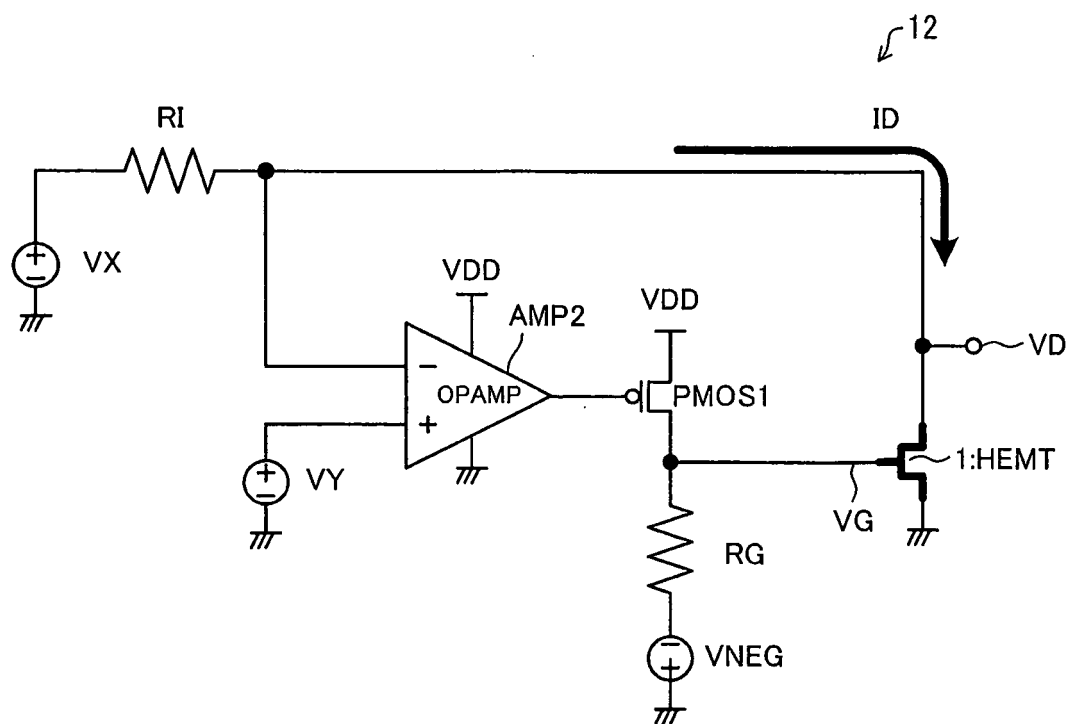 12
RI
ID
VX
VDD
AMP2
VDD
VD
−
OPAMP
PMOS1
+
VY
1:HEMT
VG
RG
VNEG